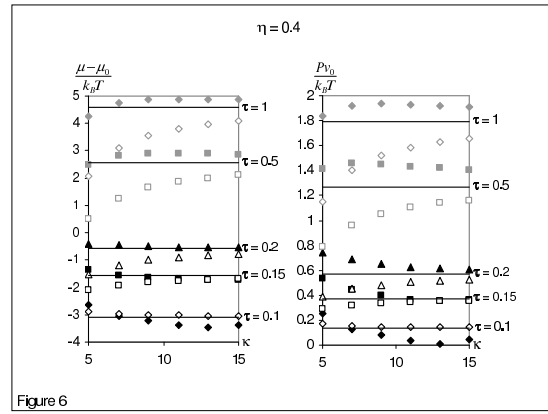 η = 0.4
μ−μ₀
k_BT
5
4
3
2
1
0
-1
-2
-3
-4
5
10
15
κ
τ = 1
τ = 0.5
τ = 0.2
τ = 0.15
τ = 0.1
Pv₀
k_BT
2
1.8
1.6
1.4
1.2
1
0.8
0.6
0.4
0.2
0
5
10
15
κ
τ = 1
τ = 0.5
τ = 0.2
τ = 0.15
τ = 0.1
Figure 6